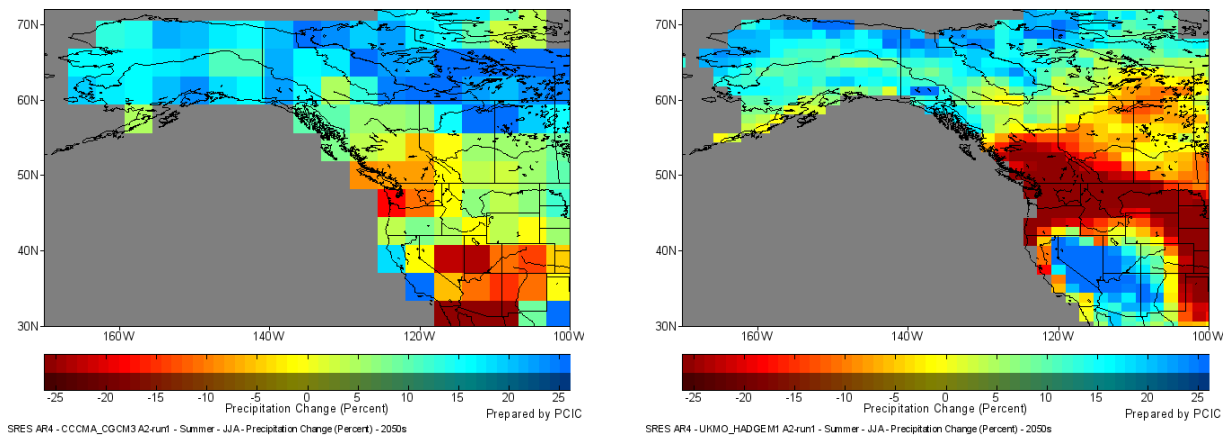 70N
60N
50N
40N
30N
160W 140W 120W 100W
-25 -20 -15 -10 -5 0 5 10 15 20 25
Precipitation Change (Percent)
Prepared by PCIC
SRES AR4 - CCCMA_CGCM3 A2-run1 - Summer - JJA - Precipitation Change (Percent) - 2050s
70N
60N
50N
40N
30N
160W 140W 120W 100W
-25 -20 -15 -10 -5 0 5 10 15 20 25
Precipitation Change (Percent)
Prepared by PCIC
SRES AR4 - UKMO_HADGEM1 A2-run1 - Summer - JJA - Precipitation Change (Percent) - 2050s